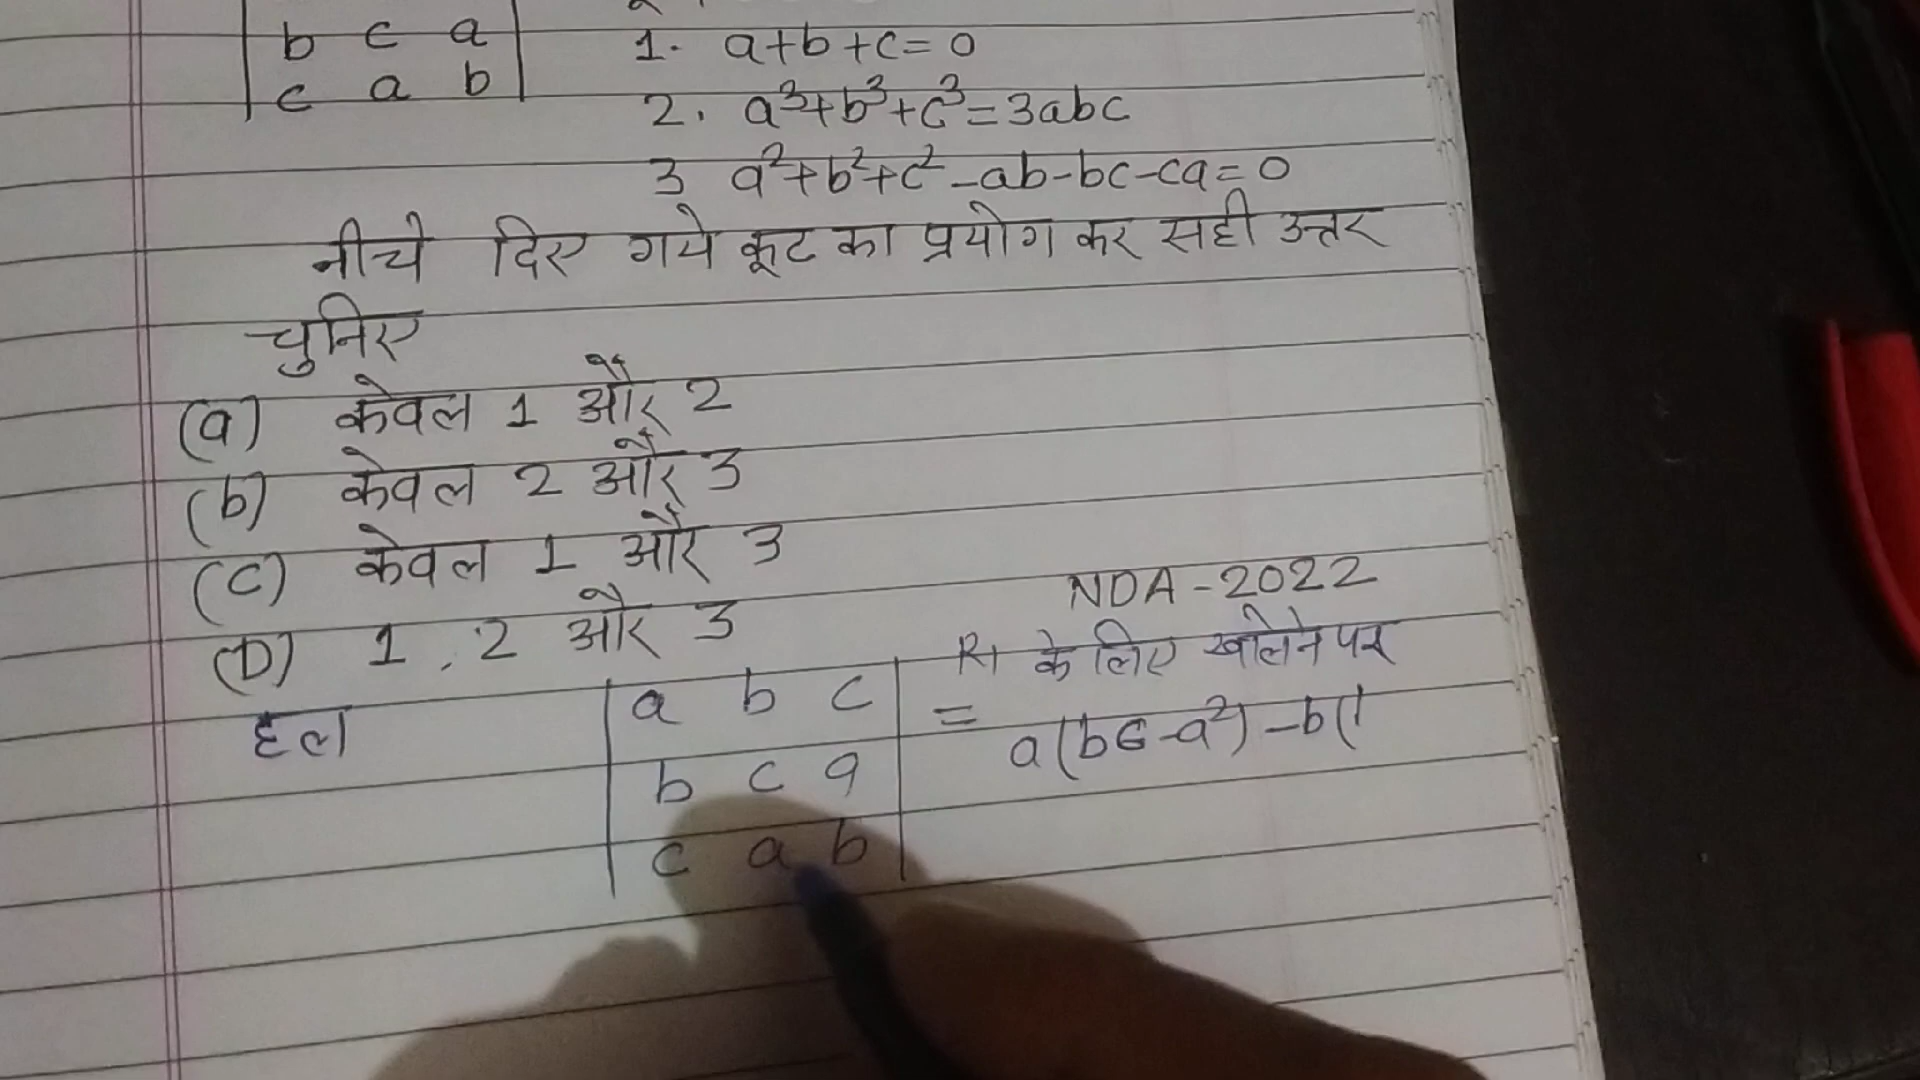 b c a
c a b
1. a+b+c=0
2. a³+b³+c³=3abc
3 a²+b²+c²-ab-bc-ca=0
नीचे दिए गये कूट का प्रयोग कर सही उत्तर
चुनिए
(a) केवल 1 और 2
(b) केवल 2 और 3
(C) केवल 1 और 3
(D) 1, 2 और 3
NDA-2022
हल
a b c
b c a
c a b
=
R1 के लिए खोलने पर
a(bc-a²)-b(